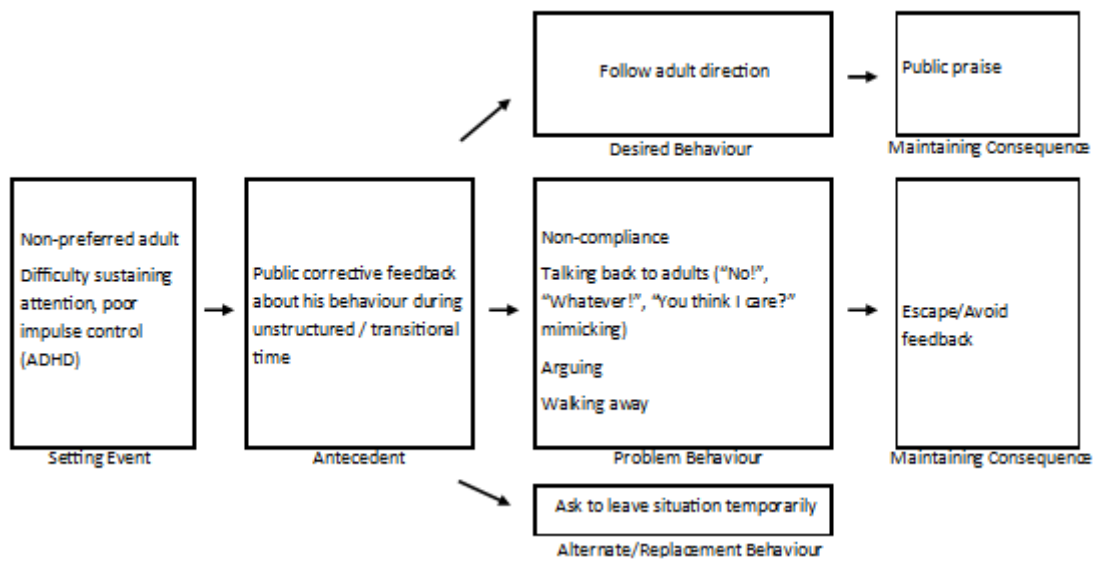 Follow adult direction
Desired Behaviour
Public praise
Maintaining Consequence
Non-preferred adult
Difficulty sustaining
attention, poor
impulse control
(ADHD)
Setting Event
Public corrective feedback
about his behaviour during
unstructured / transitional
time
Antecedent
Non-compliance
Talking back to adults (“No!”,
“Whatever!”, “You think I care?”
mimicking)
Arguing
Walking away
Problem Behaviour
Escape/Avoid
feedback
Maintaining Consequence
Ask to leave situation temporarily
Alternate/Replacement Behaviour